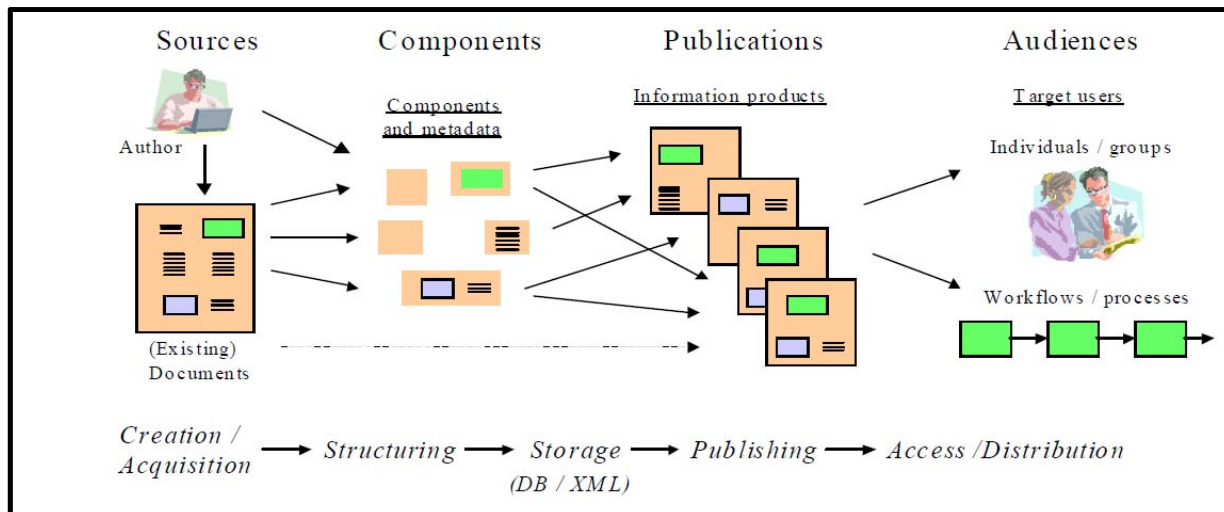 Sources
Components
Publications
Audiences
Components
and metadata
Information products
Target users
Author
Individuals / groups
(Existing)
Documents
Workflows / processes
Creation /
Acquisition
Structuring
Storage
(DB / XML)
Publishing
Access /Distribution